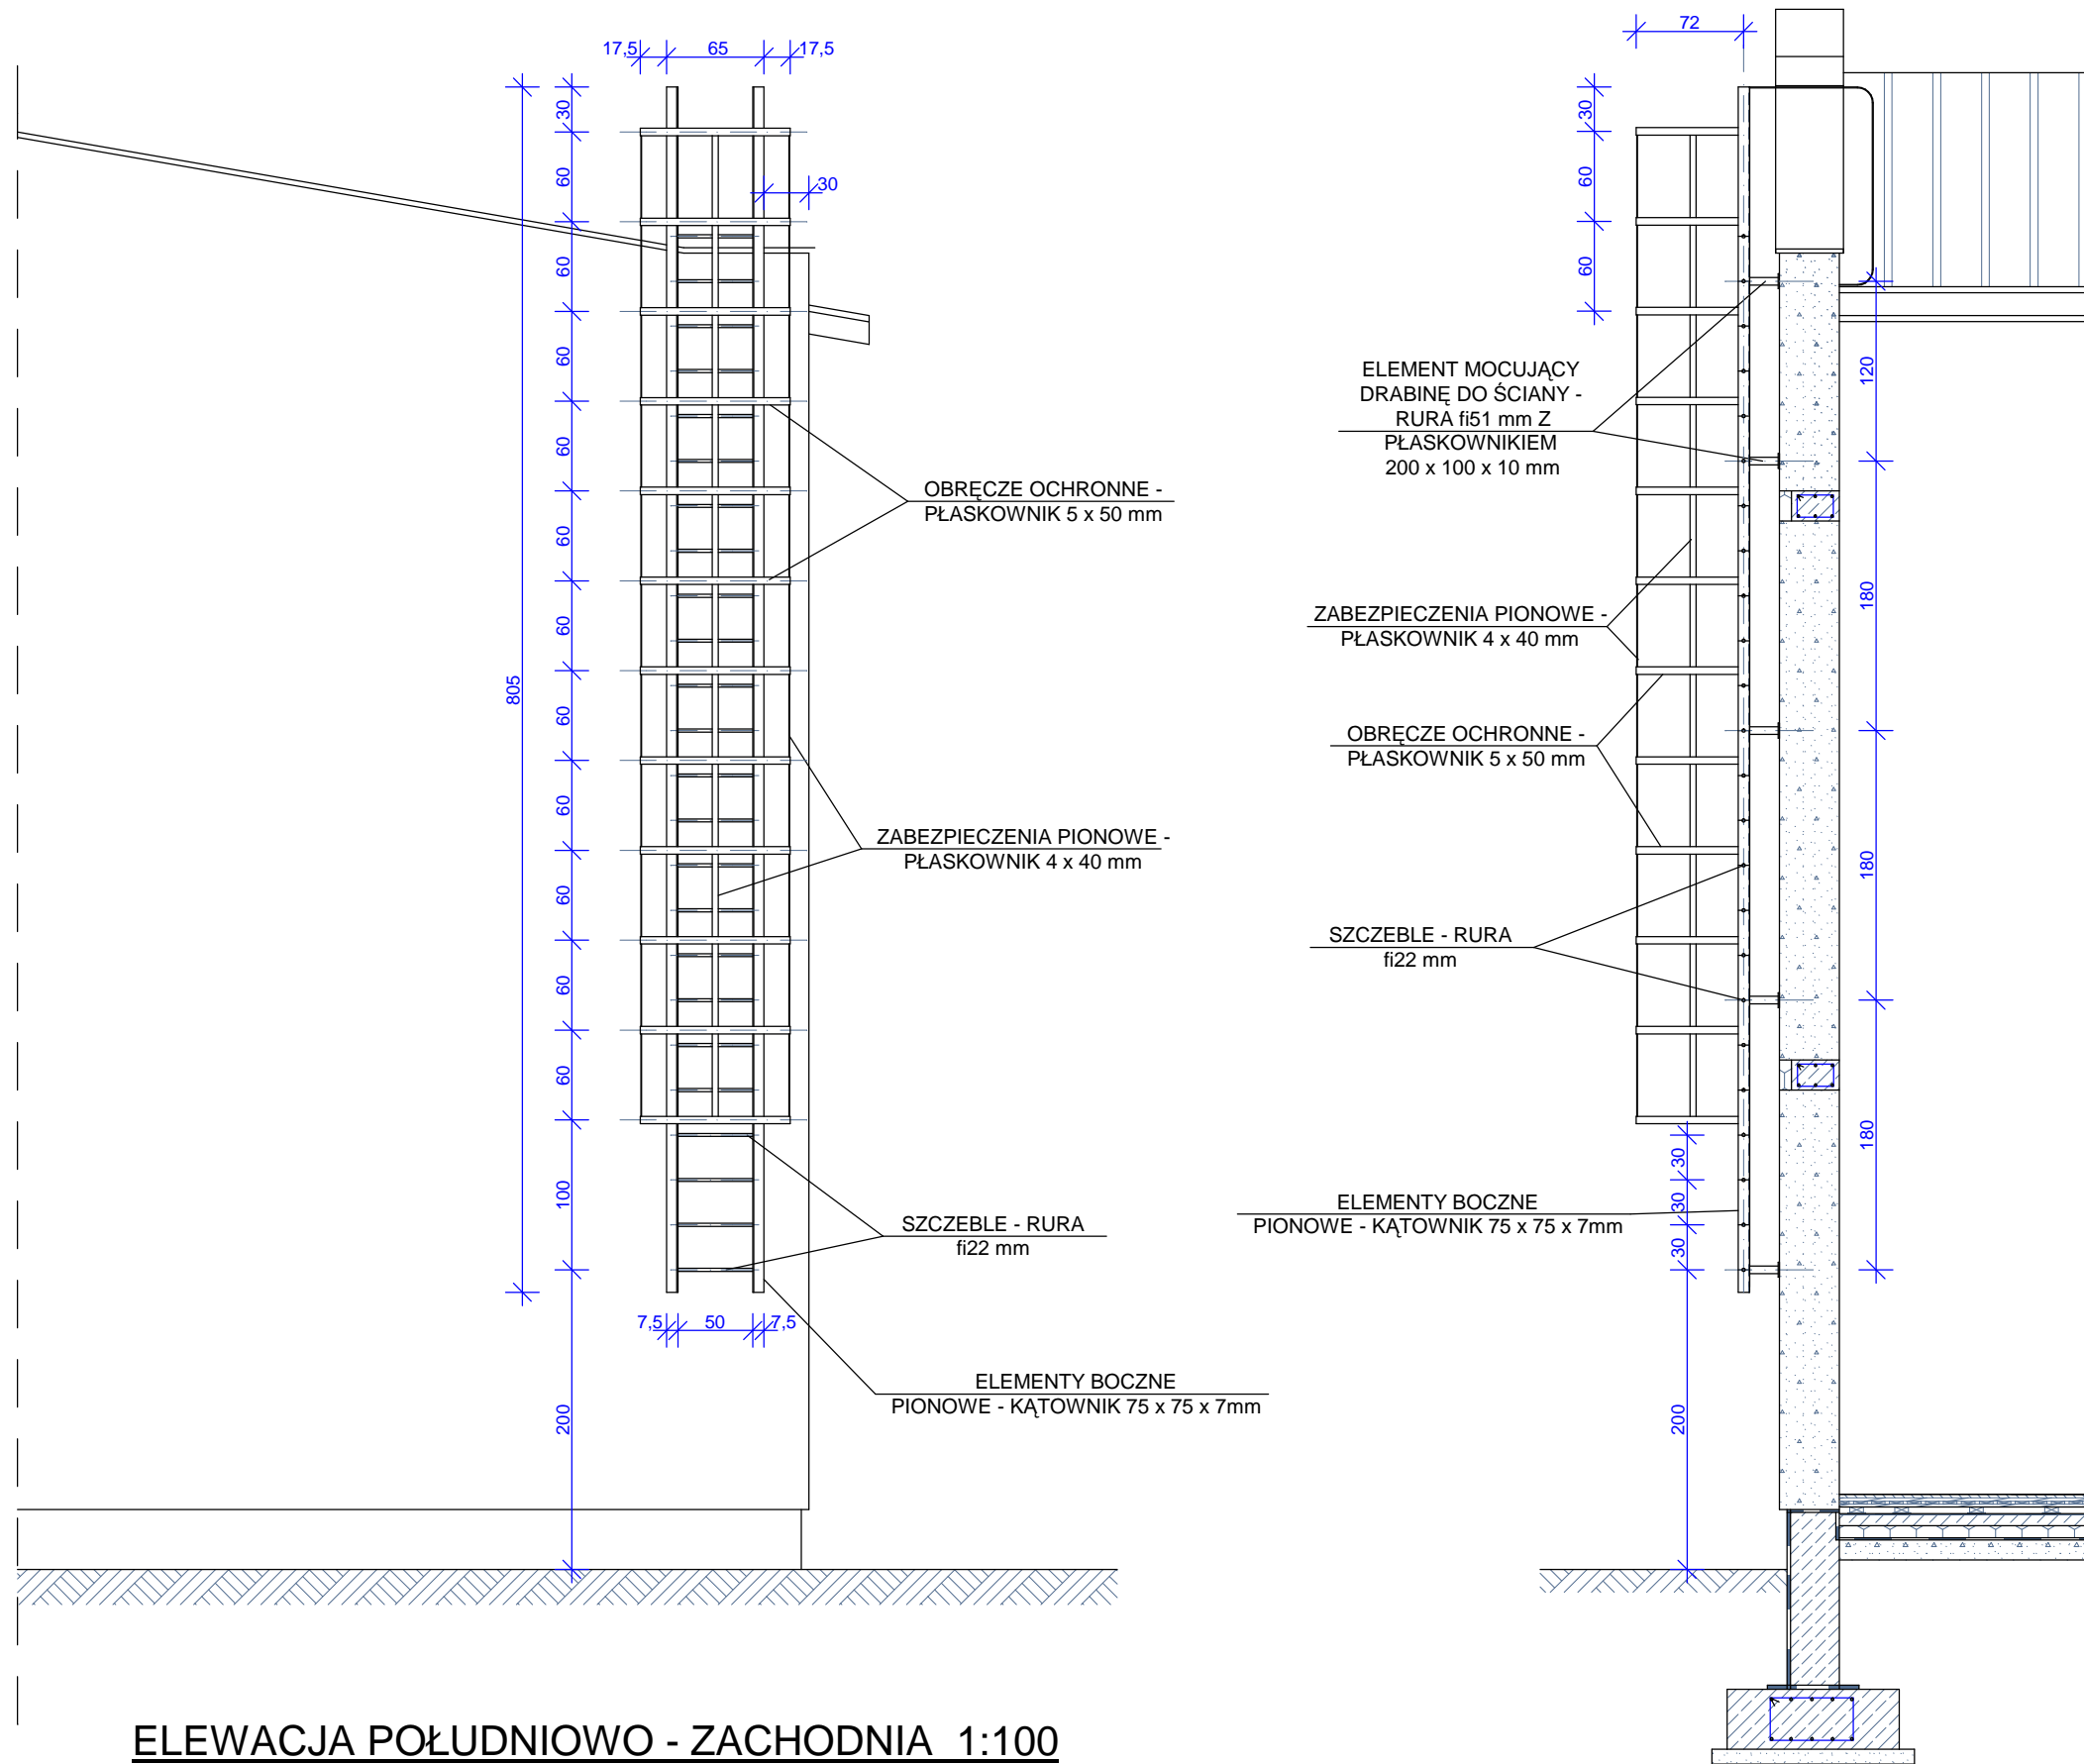 17,5
65
17,5
30
60
30
60
60
60
60
805
60
60
60
60
60
60
100
200
7,5
50
7,5
OBRĘCZE OCHRONNE -
PŁASKOWNIK 5 x 50 mm
ZABEZPIECZENIA PIONOWE -
PŁASKOWNIK 4 x 40 mm
SZCZEBLE - RURA
fi22 mm
ELEMENTY BOCZNE
PIONOWE - KĄTOWNIK 75 x 75 x 7mm
ELEWACJA POŁUDNIOWO - ZACHODNIA 1:100
72
30
60
60
ELEMENT MOCUJĄCY
DRABINĘ DO ŚCIANY -
RURA fi51 mm Z
PŁASKOWNIKIEM
200 x 100 x 10 mm
120
ZABEZPIECZENIA PIONOWE -
PŁASKOWNIK 4 x 40 mm
180
OBRĘCZE OCHRONNE -
PŁASKOWNIK 5 x 50 mm
180
SZCZEBLE - RURA
fi22 mm
180
30
30
30
ELEMENTY BOCZNE
PIONOWE - KĄTOWNIK 75 x 75 x 7mm
200